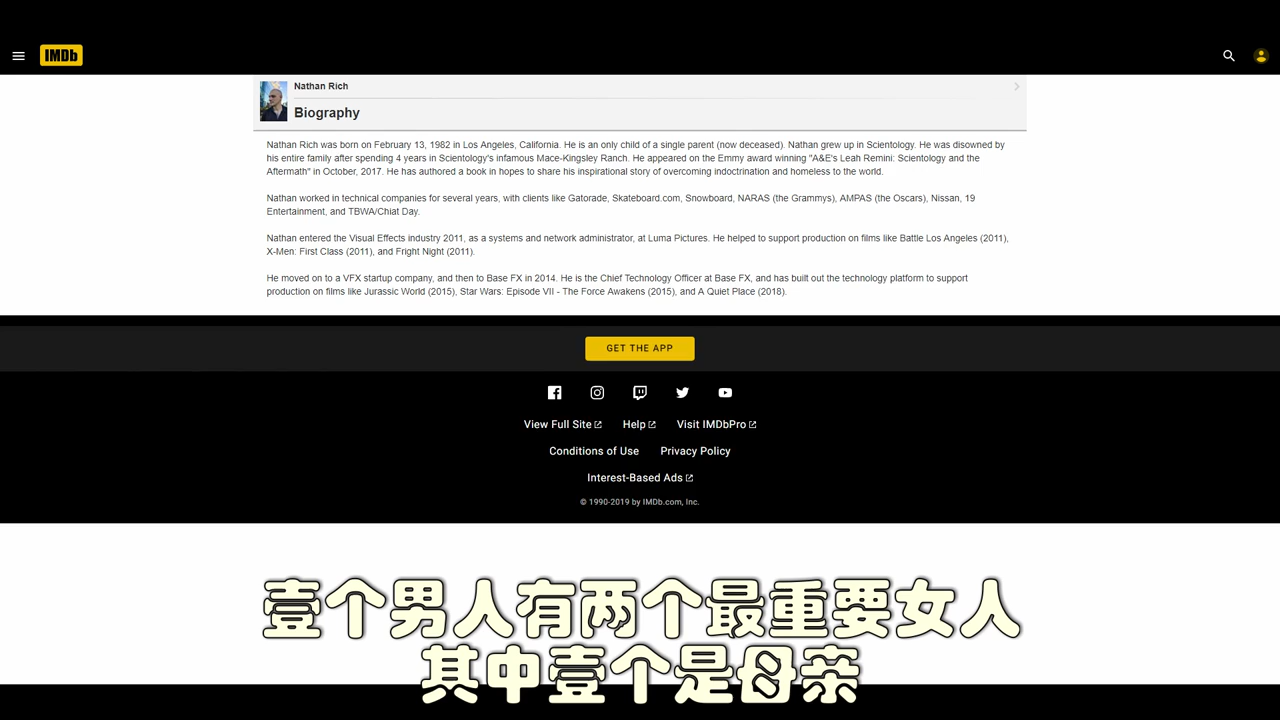 IMDb
Nathan Rich
Biography
Nathan Rich was born on February 13, 1982 in Los Angeles, California. He is an only child of a single parent (now deceased). Nathan grew up in Scientology. He was disowned by
his entire family after spending 4 years in Scientology's infamous Mace-Kingsley Ranch. He appeared on the Emmy award winning "A&E's Leah Remini: Scientology and the
Aftermath" in October, 2017. He has authored a book in hopes to share his inspirational story of overcoming indoctrination and homeless to the world.
Nathan worked in technical companies for several years, with clients like Gatorade, Skateboard.com, Snowboard, NARAS (the Grammys), AMPAS (the Oscars), Nissan, 19
Entertainment, and TBWA/Chiat Day.
Nathan entered the Visual Effects industry 2011, as a systems and network administrator, at Luma Pictures. He helped to support production on films like Battle Los Angeles (2011),
X-Men: First Class (2011), and Fright Night (2011).
He moved on to a VFX startup company, and then to Base FX in 2014. He is the Chief Technology Officer at Base FX, and has built out the technology platform to support
production on films like Jurassic World (2015), Star Wars: Episode VII - The Force Awakens (2015), and A Quiet Place (2018).
GET THE APP
View Full Site Help Visit IMDbPro
Conditions of Use Privacy Policy
Interest-Based Ads
© 1990-2019 by IMDb.com, Inc.
壹个男人有两个最重要女人
其中壹个是母亲